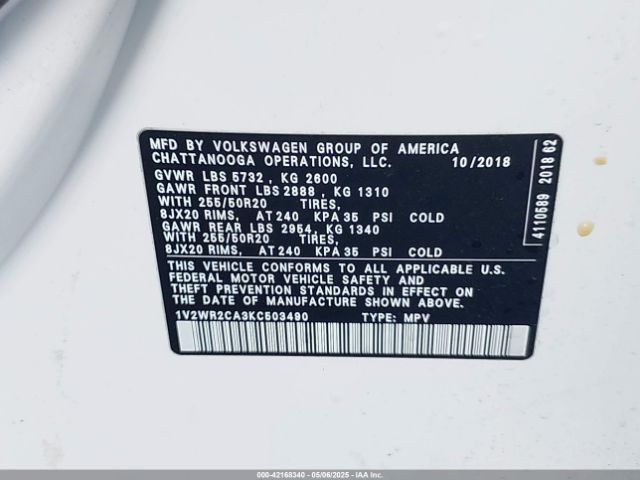 MFD BY VOLKSWAGEN GROUP OF AMERICA
CHATTANOOGA OPERATIONS, LLC. 10/2018
GVWR LBS 5732 , KG 2600
GAWR FRONT LBS 2888 , KG 1310
WITH 255/50R20 TIRES,
8JX20 RIMS, AT 240 KPA 35 PSI COLD
GAWR REAR LBS 2954, KG 1340
WITH 255/50R20 TIRES,
8JX20 RIMS, AT 240 KPA 35 PSI COLD
THIS VEHICLE CONFORMS TO ALL APPLICABLE U.S.
FEDERAL MOTOR VEHICLE SAFETY AND
THEFT PREVENTION STANDARDS IN EFFECT ON
THE DATE OF MANUFACTURE SHOWN ABOVE.
1V2WR2CA3KC503490 TYPE: MPV
4110589 2018 62
000-42168340 - 05/06/2025 - IAA Inc.